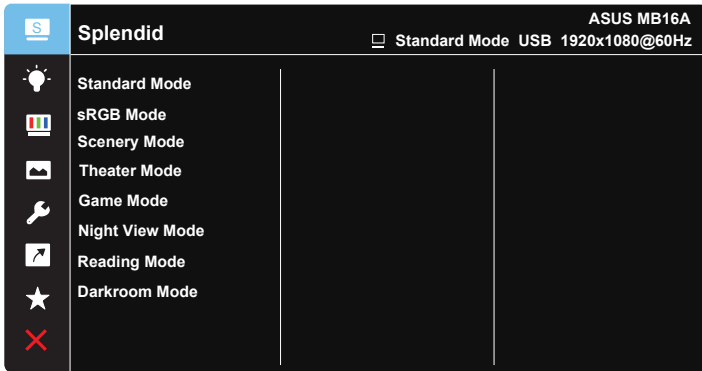 S
Splendid
ASUS MB16A
Standard Mode USB 1920x1080@60Hz
Standard Mode
sRGB Mode
Scenery Mode
Theater Mode
Game Mode
Night View Mode
Reading Mode
Darkroom Mode